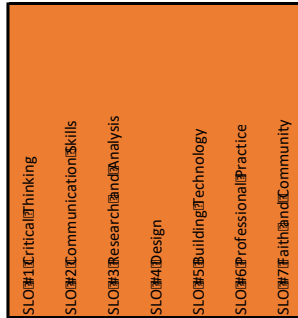 SLO #1 Critical Thinking
SLO #2 Communication Skills
SLO #3 Research and Analysis
SLO #4 Design
SLO #5 Building Technology
SLO #6 Professional Practice
SLO #7 Faith and Community